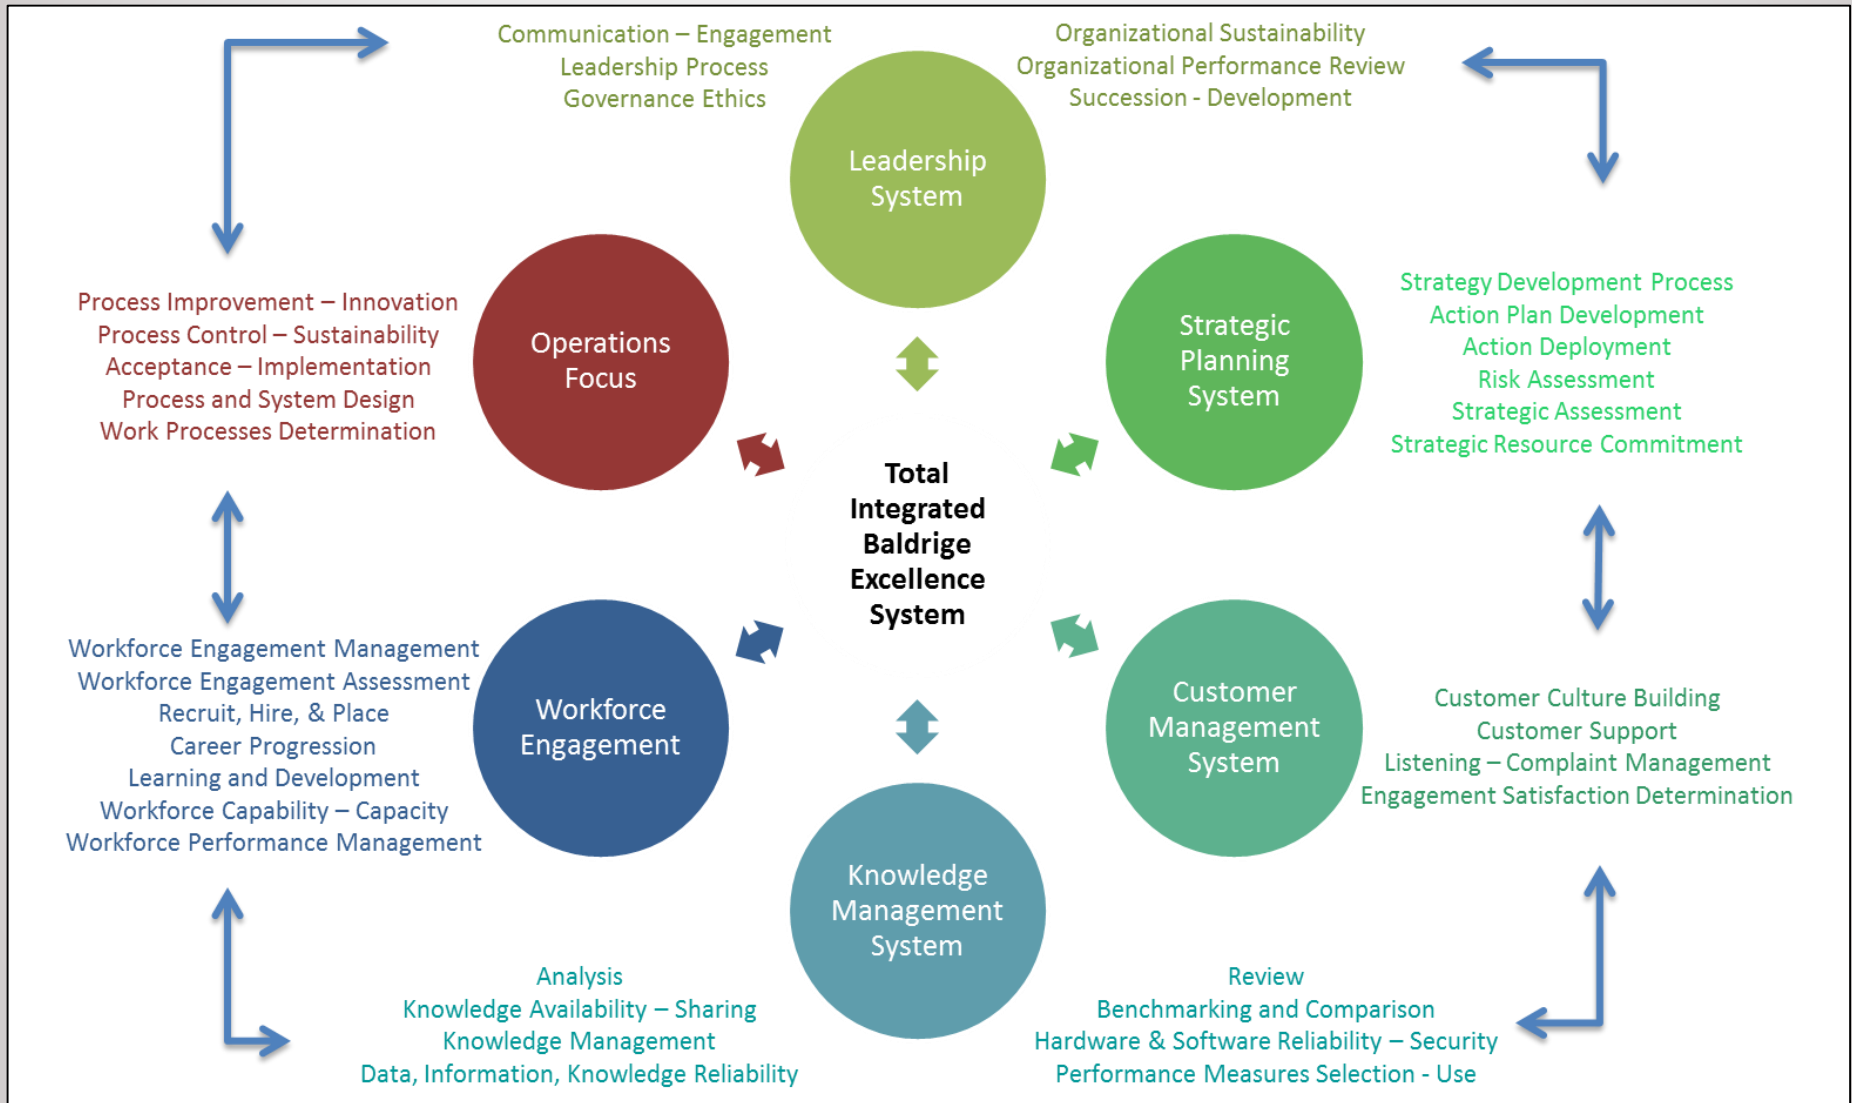 Communication – Engagement
Leadership Process
Governance Ethics
Organizational Sustainability
Organizational Performance Review
Succession - Development
Leadership
System
Process Improvement – Innovation
Process Control – Sustainability
Acceptance – Implementation
Process and System Design
Work Processes Determination
Operations
Focus
Strategic
Planning
System
Strategy Development Process
Action Plan Development
Action Deployment
Risk Assessment
Strategic Assessment
Strategic Resource Commitment
Total
Integrated
Baldrige
Excellence
System
Workforce Engagement Management
Workforce Engagement Assessment
Recruit, Hire, & Place
Career Progression
Learning and Development
Workforce Capability – Capacity
Workforce Performance Management
Workforce
Engagement
Customer
Management
System
Customer Culture Building
Customer Support
Listening – Complaint Management
Engagement Satisfaction Determination
Knowledge
Management
System
Analysis
Knowledge Availability – Sharing
Knowledge Management
Data, Information, Knowledge Reliability
Review
Benchmarking and Comparison
Hardware & Software Reliability – Security
Performance Measures Selection - Use